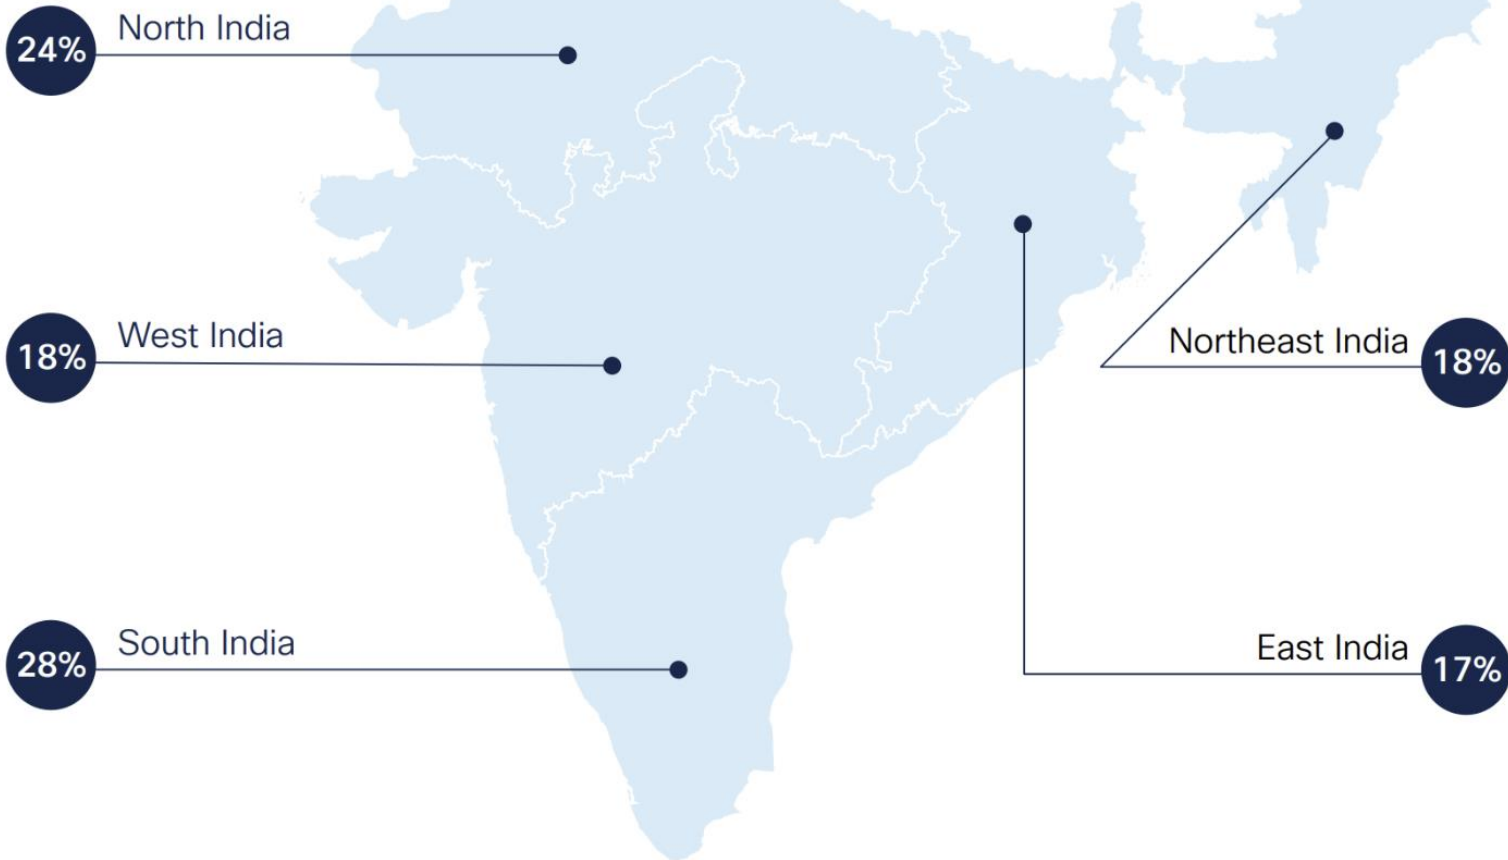 24% North India
18% West India
28% South India
Northeast India 18%
East India 17%